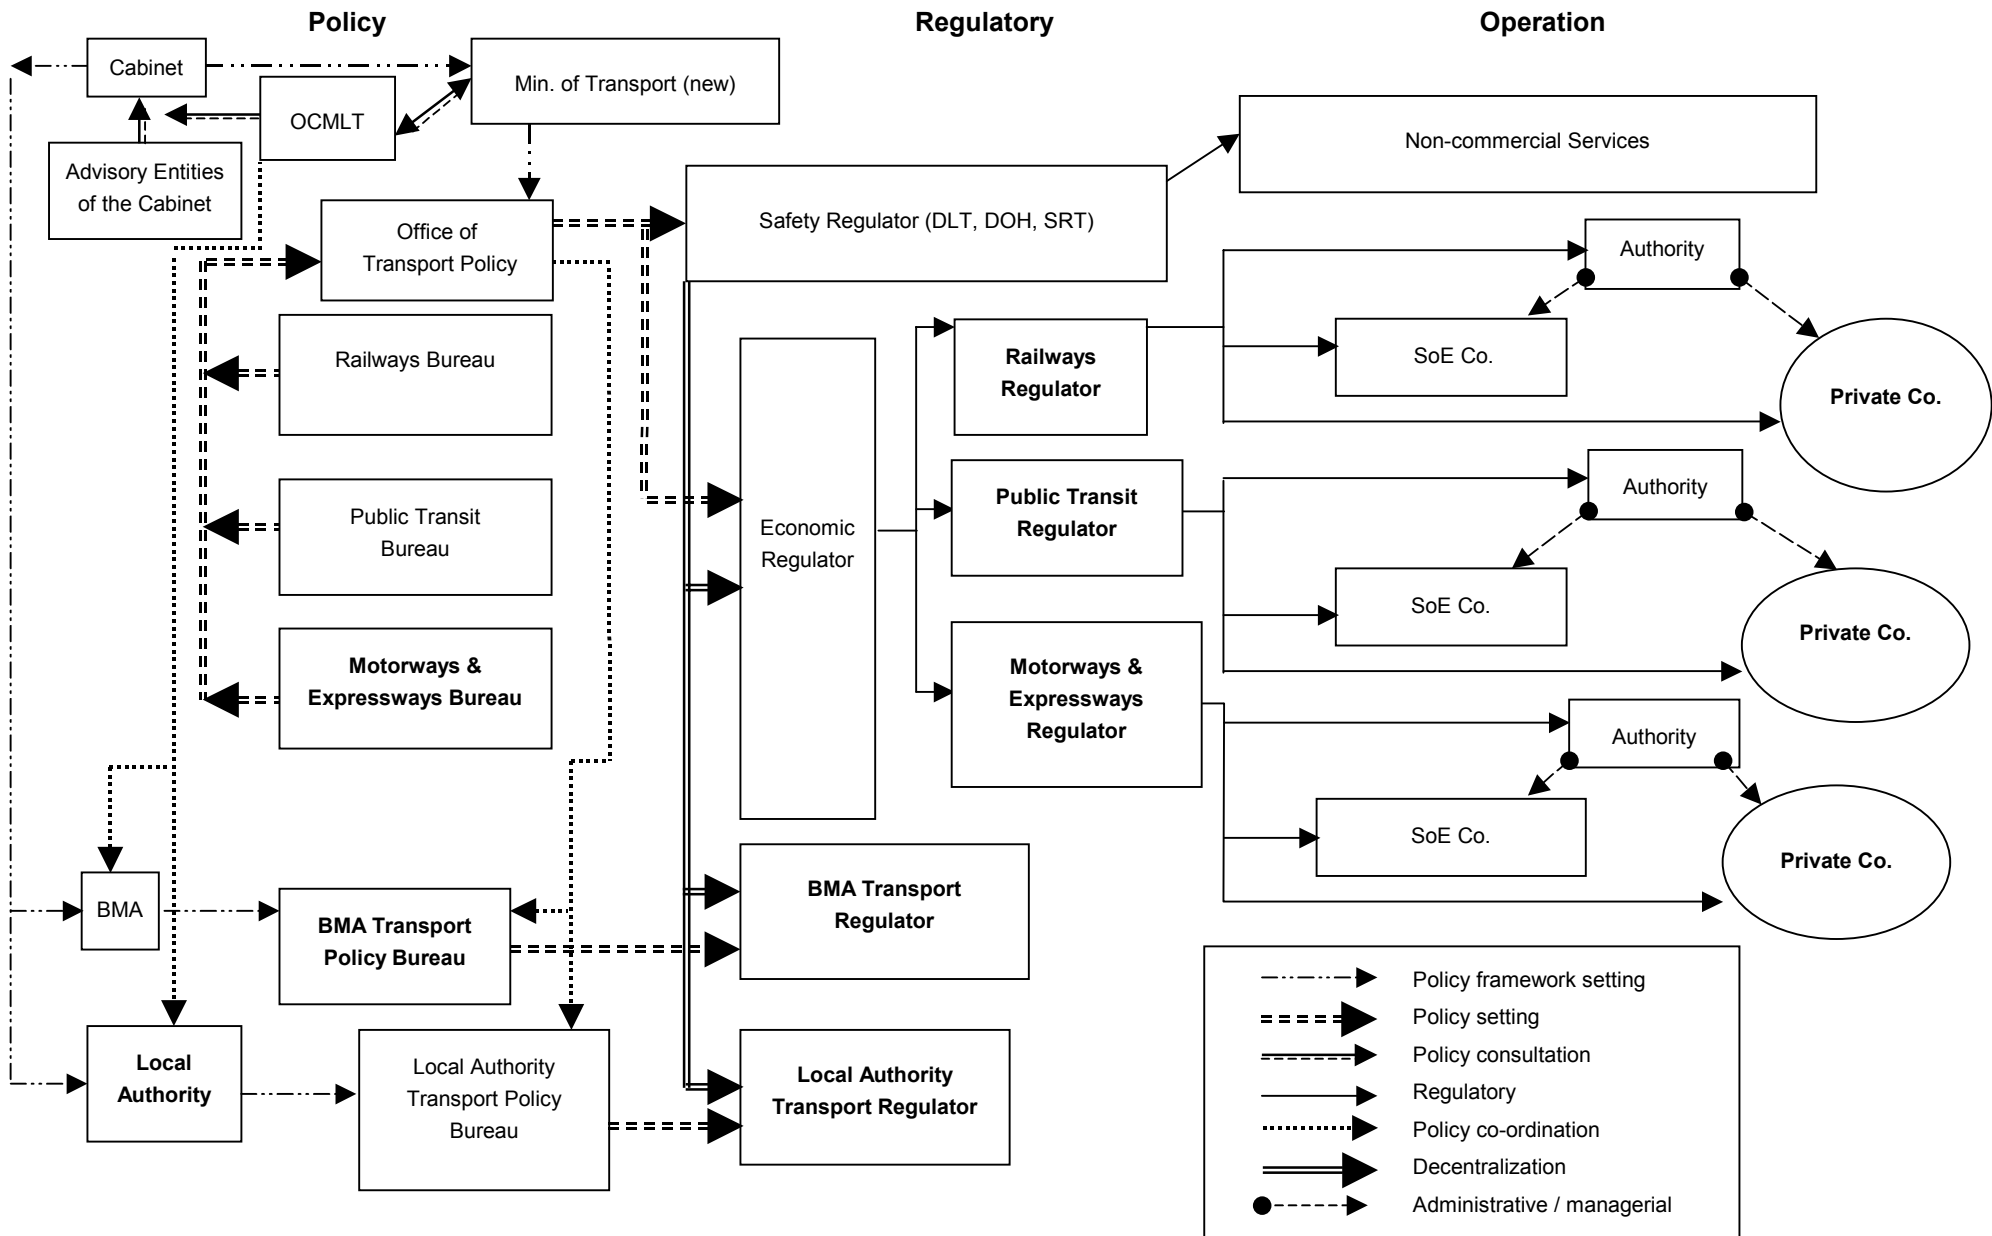 Policy
Regulatory
Operation
Cabinet
Min. of Transport (new)
OCMLT
Advisory Entities
of the Cabinet
Non-commercial Services
Safety Regulator (DLT, DOH, SRT)
Office of
Transport Policy
Railways Bureau
Public Transit
Bureau
Motorways &
Expressways Bureau
Economic
Regulator
Railways
Regulator
Public Transit
Regulator
Motorways &
Expressways
Regulator
Authority
SoE Co.
Private Co.
Authority
SoE Co.
Private Co.
Authority
SoE Co.
Private Co.
BMA
BMA Transport
Policy Bureau
BMA Transport
Regulator
Local
Authority
Local Authority
Transport Policy
Bureau
Local Authority
Transport Regulator
Policy framework setting
Policy setting
Policy consultation
Regulatory
Policy co-ordination
Decentralization
Administrative / managerial